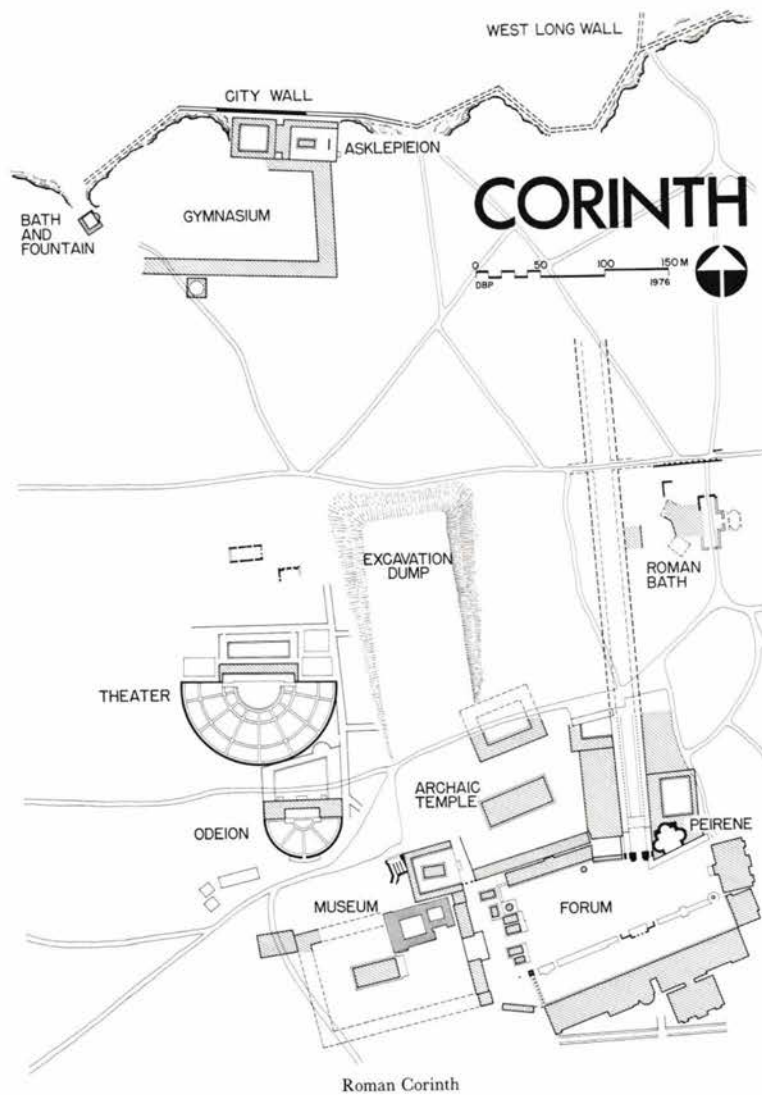 WEST LONG WALL
CITY WALL
ASKLEPIEION
CORINTH
BATH
AND
FOUNTAIN
GYMNASIUM
0 50 100 150 M
DBP 1976
EXCAVATION
DUMP
ROMAN
BATH
THEATER
ARCHAIC
TEMPLE
ODEION
PEIRENE
MUSEUM
FORUM
Roman Corinth